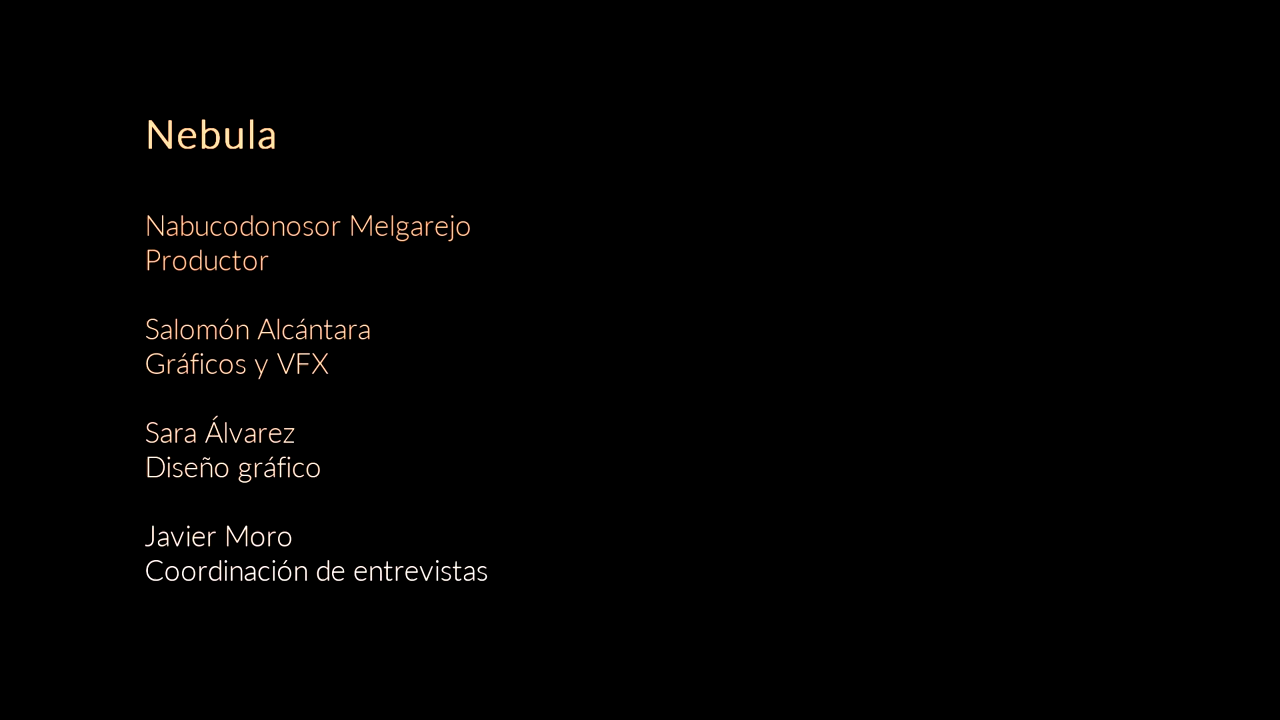 Nebula
Nabucodonosor Melgarejo
Productor
Salomón Alcántara
Gráficos y VFX
Sara Álvarez
Diseño gráfico
Javier Moro
Coordinación de entrevistas